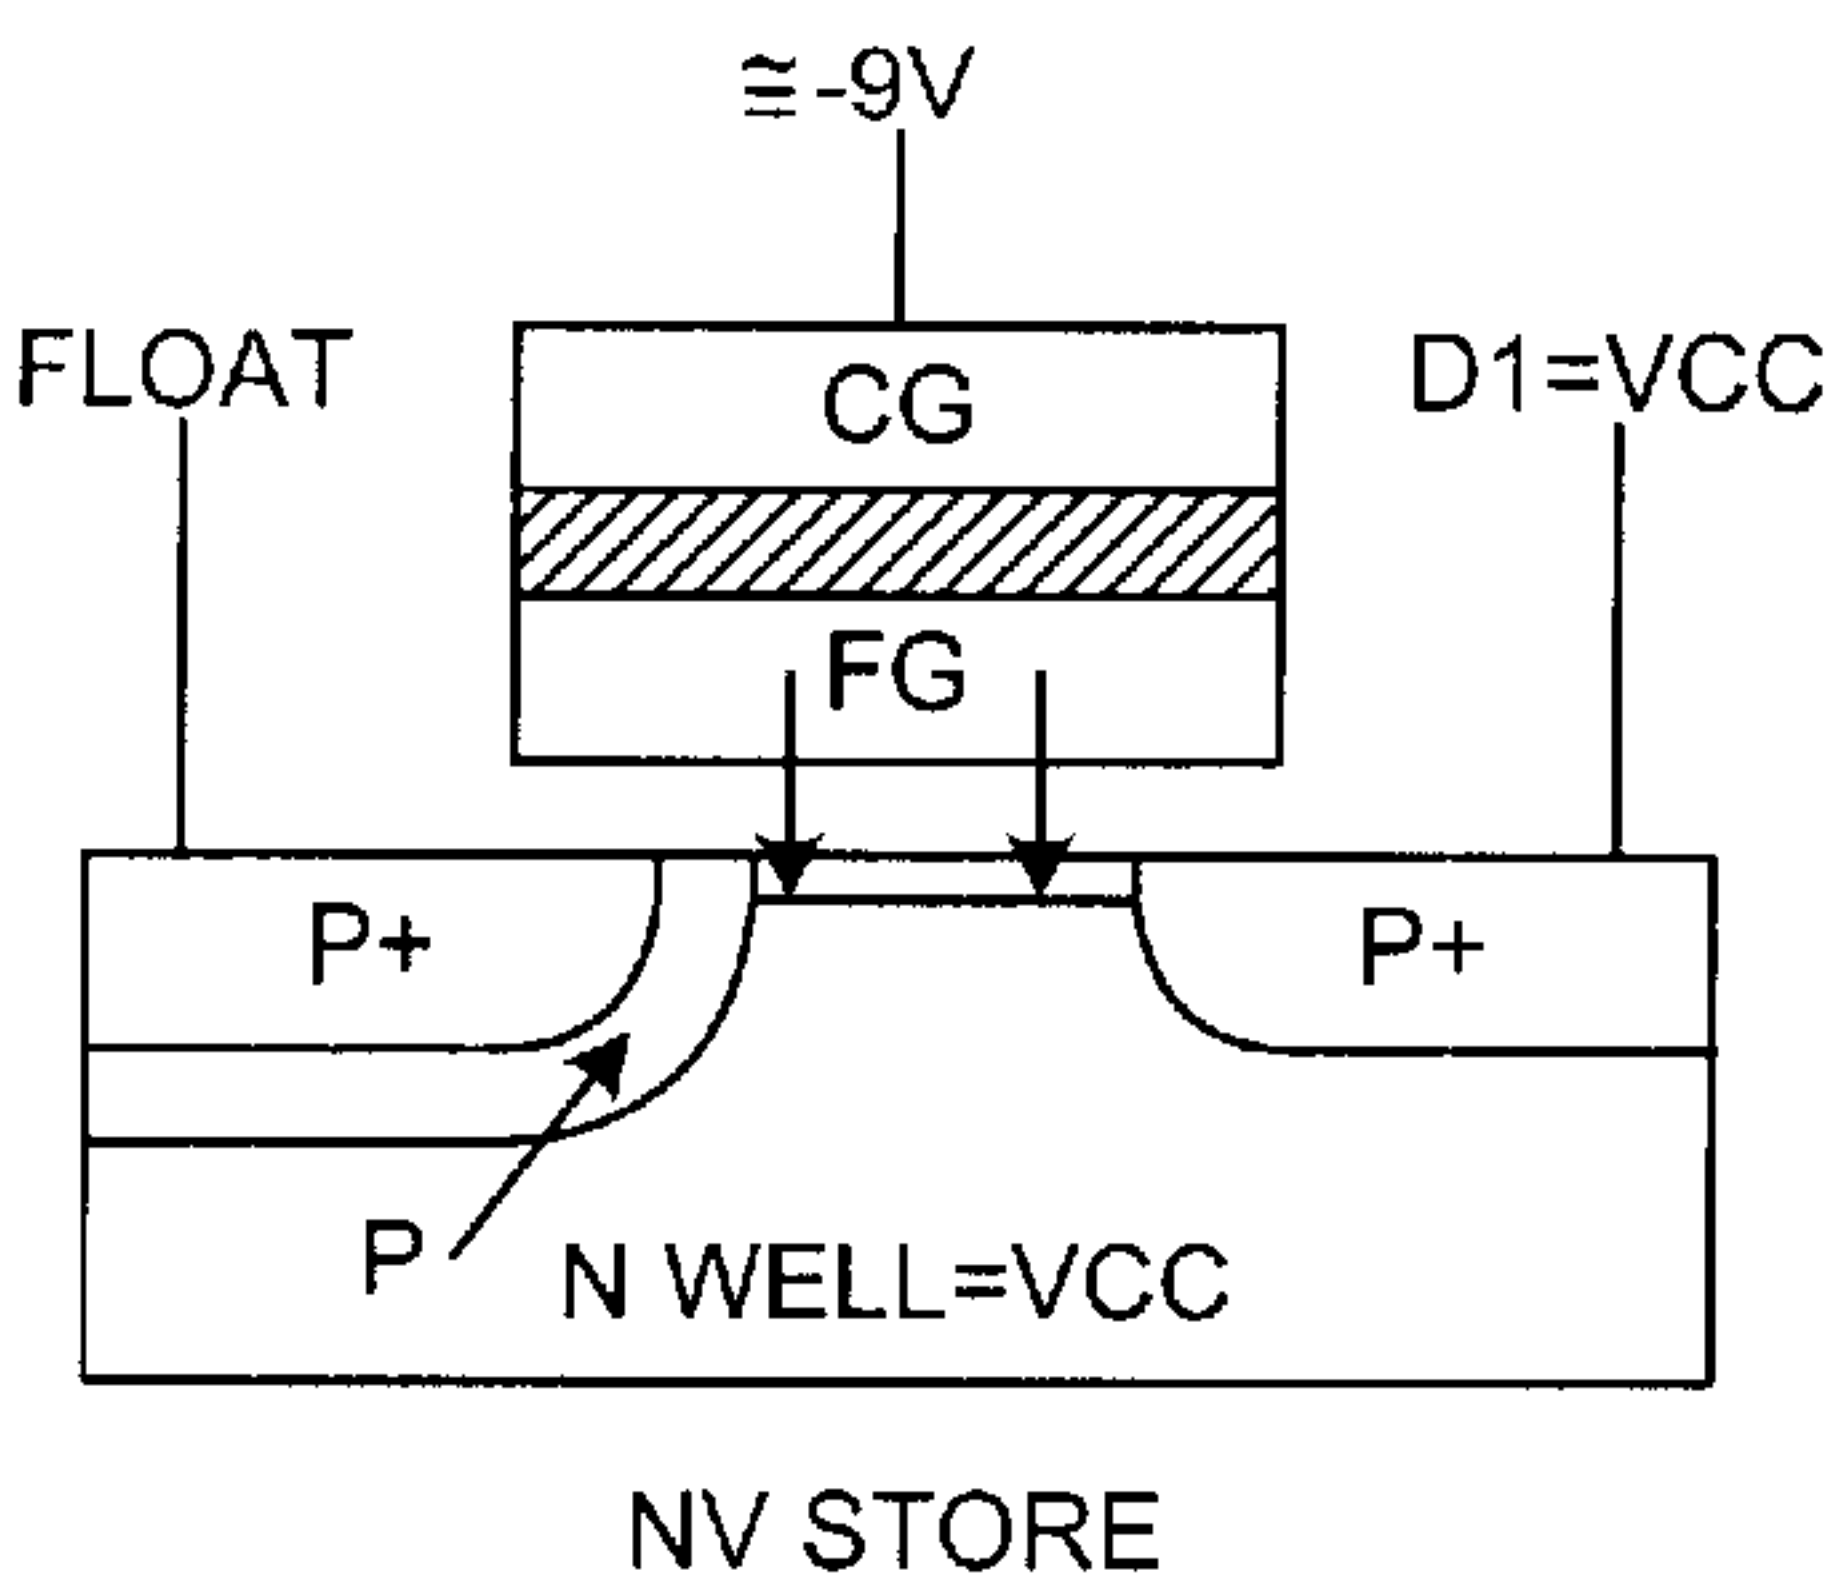 ≅-9V
FLOAT
D1=VCC
CG
FG
P+
P+
P
N WELL=VCC
NV STORE